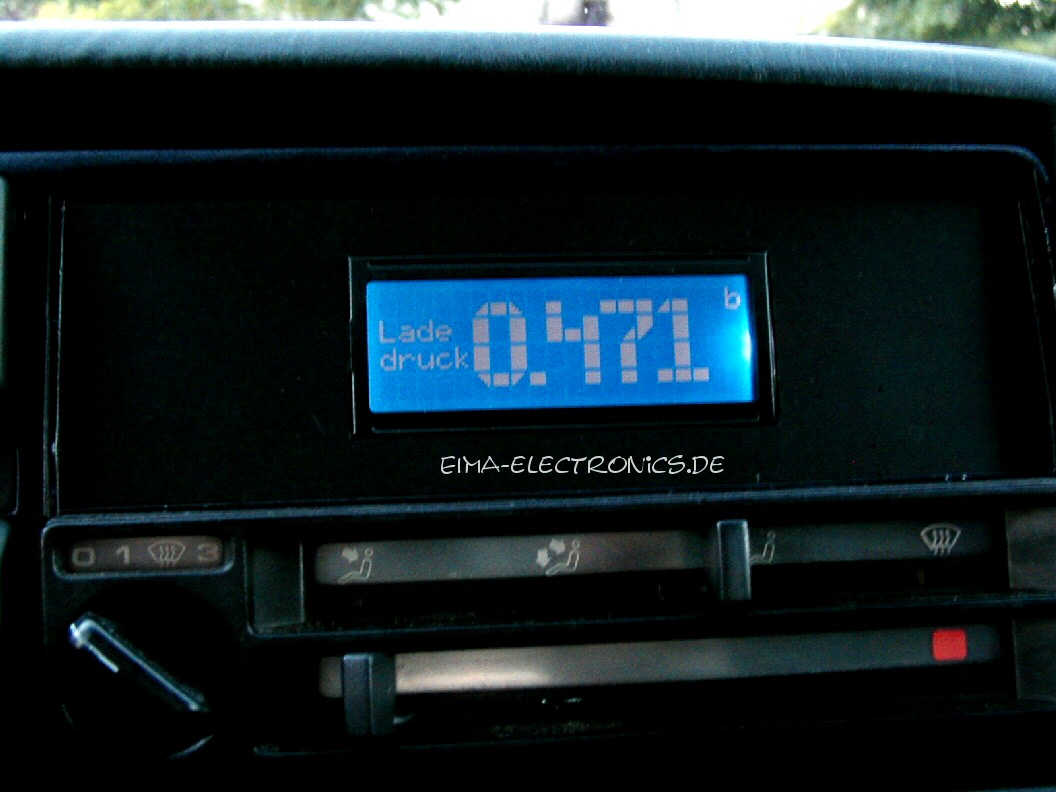 Lade
druck
0.471
b
EIMA-ELECTRONiCS.DE
0 1 3